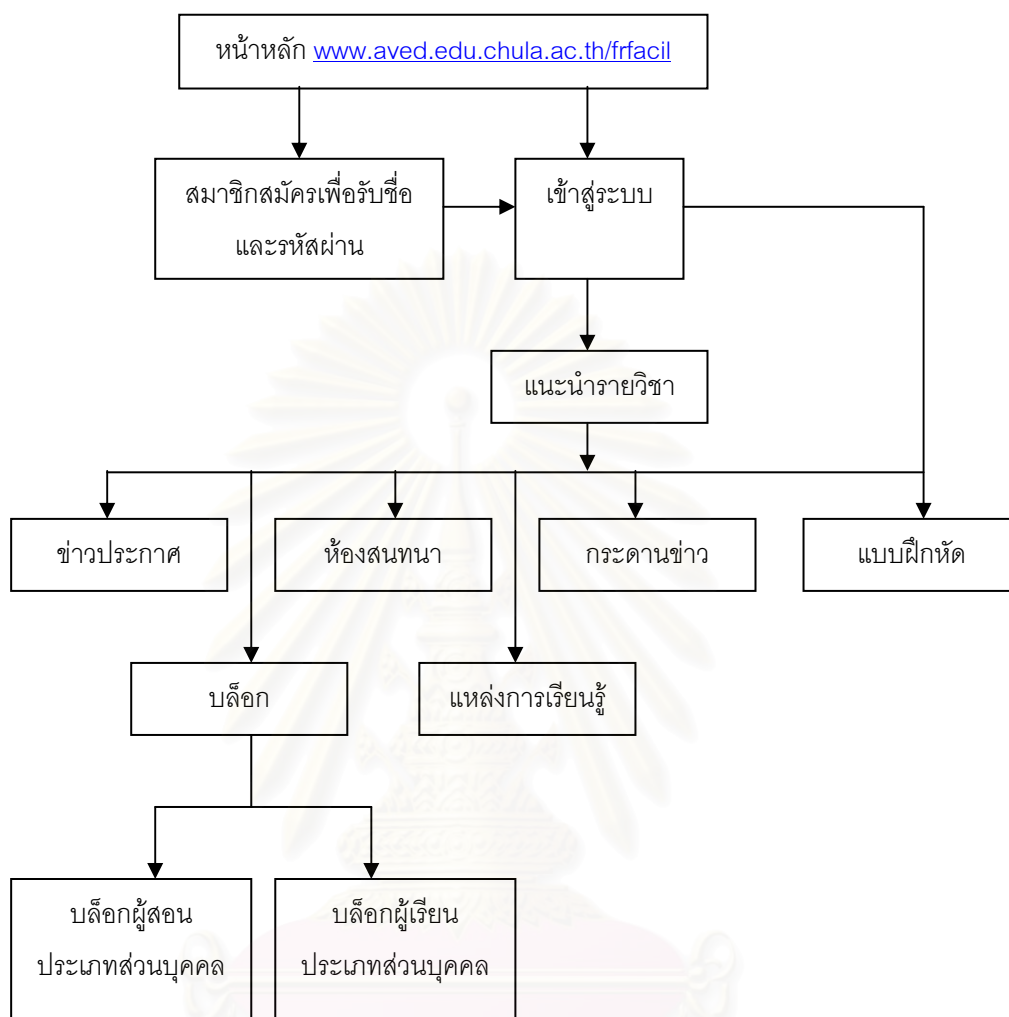 หน้าหลัก www.aved.edu.chula.ac.th/frfacil
สมาชิกสมัครเพื่อรับชื่อ
และรหัสผ่าน
เข้าสู่ระบบ
แนะนำรายวิชา
ข่าวประกาศ
ห้องสนทนา
กระดานข่าว
แบบฝึกหัด
บล็อก
แหล่งการเรียนรู้
บล็อกผู้สอน
ประเภทส่วนบุคคล
บล็อกผู้เรียน
ประเภทส่วนบุคคล